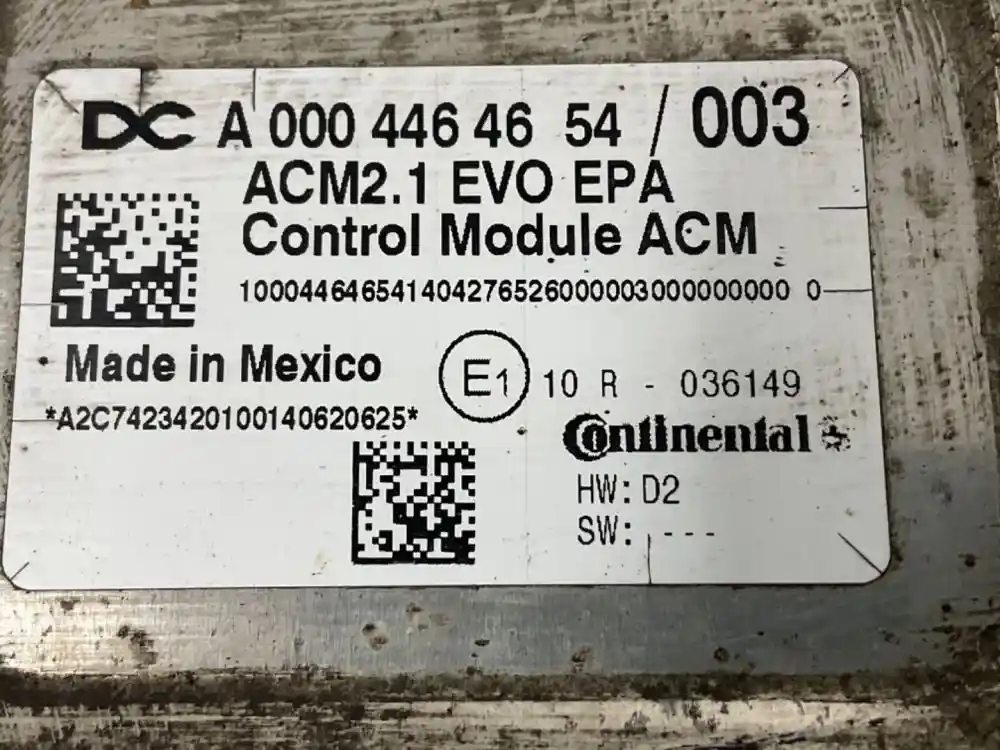 DC A 000 446 46 54 / 003
ACM2.1 EVO EPA
Control Module ACM
100044646541404276526000003000000000 0
Made in Mexico
E1 10 R - 036149
*A2C7423420100140620625*
Continental
HW: D2
SW: ---